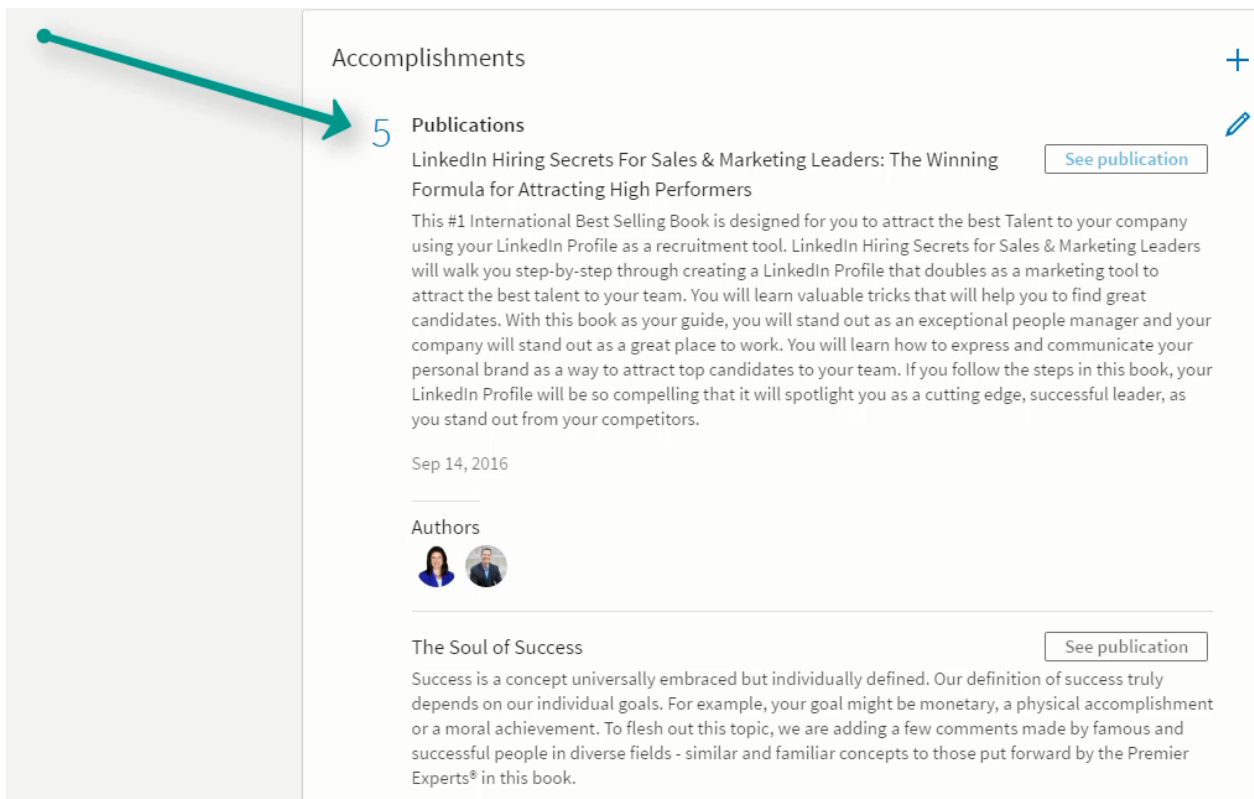 Accomplishments
5 Publications
LinkedIn Hiring Secrets For Sales & Marketing Leaders: The Winning
Formula for Attracting High Performers
See publication
This #1 International Best Selling Book is designed for you to attract the best Talent to your company
using your LinkedIn Profile as a recruitment tool. LinkedIn Hiring Secrets for Sales & Marketing Leaders
will walk you step-by-step through creating a LinkedIn Profile that doubles as a marketing tool to
attract the best talent to your team. You will learn valuable tricks that will help you to find great
candidates. With this book as your guide, you will stand out as an exceptional people manager and your
company will stand out as a great place to work. You will learn how to express and communicate your
personal brand as a way to attract top candidates to your team. If you follow the steps in this book, your
LinkedIn Profile will be so compelling that it will spotlight you as a cutting edge, successful leader, as
you stand out from your competitors.
Sep 14, 2016
Authors
The Soul of Success
See publication
Success is a concept universally embraced but individually defined. Our definition of success truly
depends on our individual goals. For example, your goal might be monetary, a physical accomplishment
or a moral achievement. To flesh out this topic, we are adding a few comments made by famous and
successful people in diverse fields - similar and familiar concepts to those put forward by the Premier
Experts® in this book.